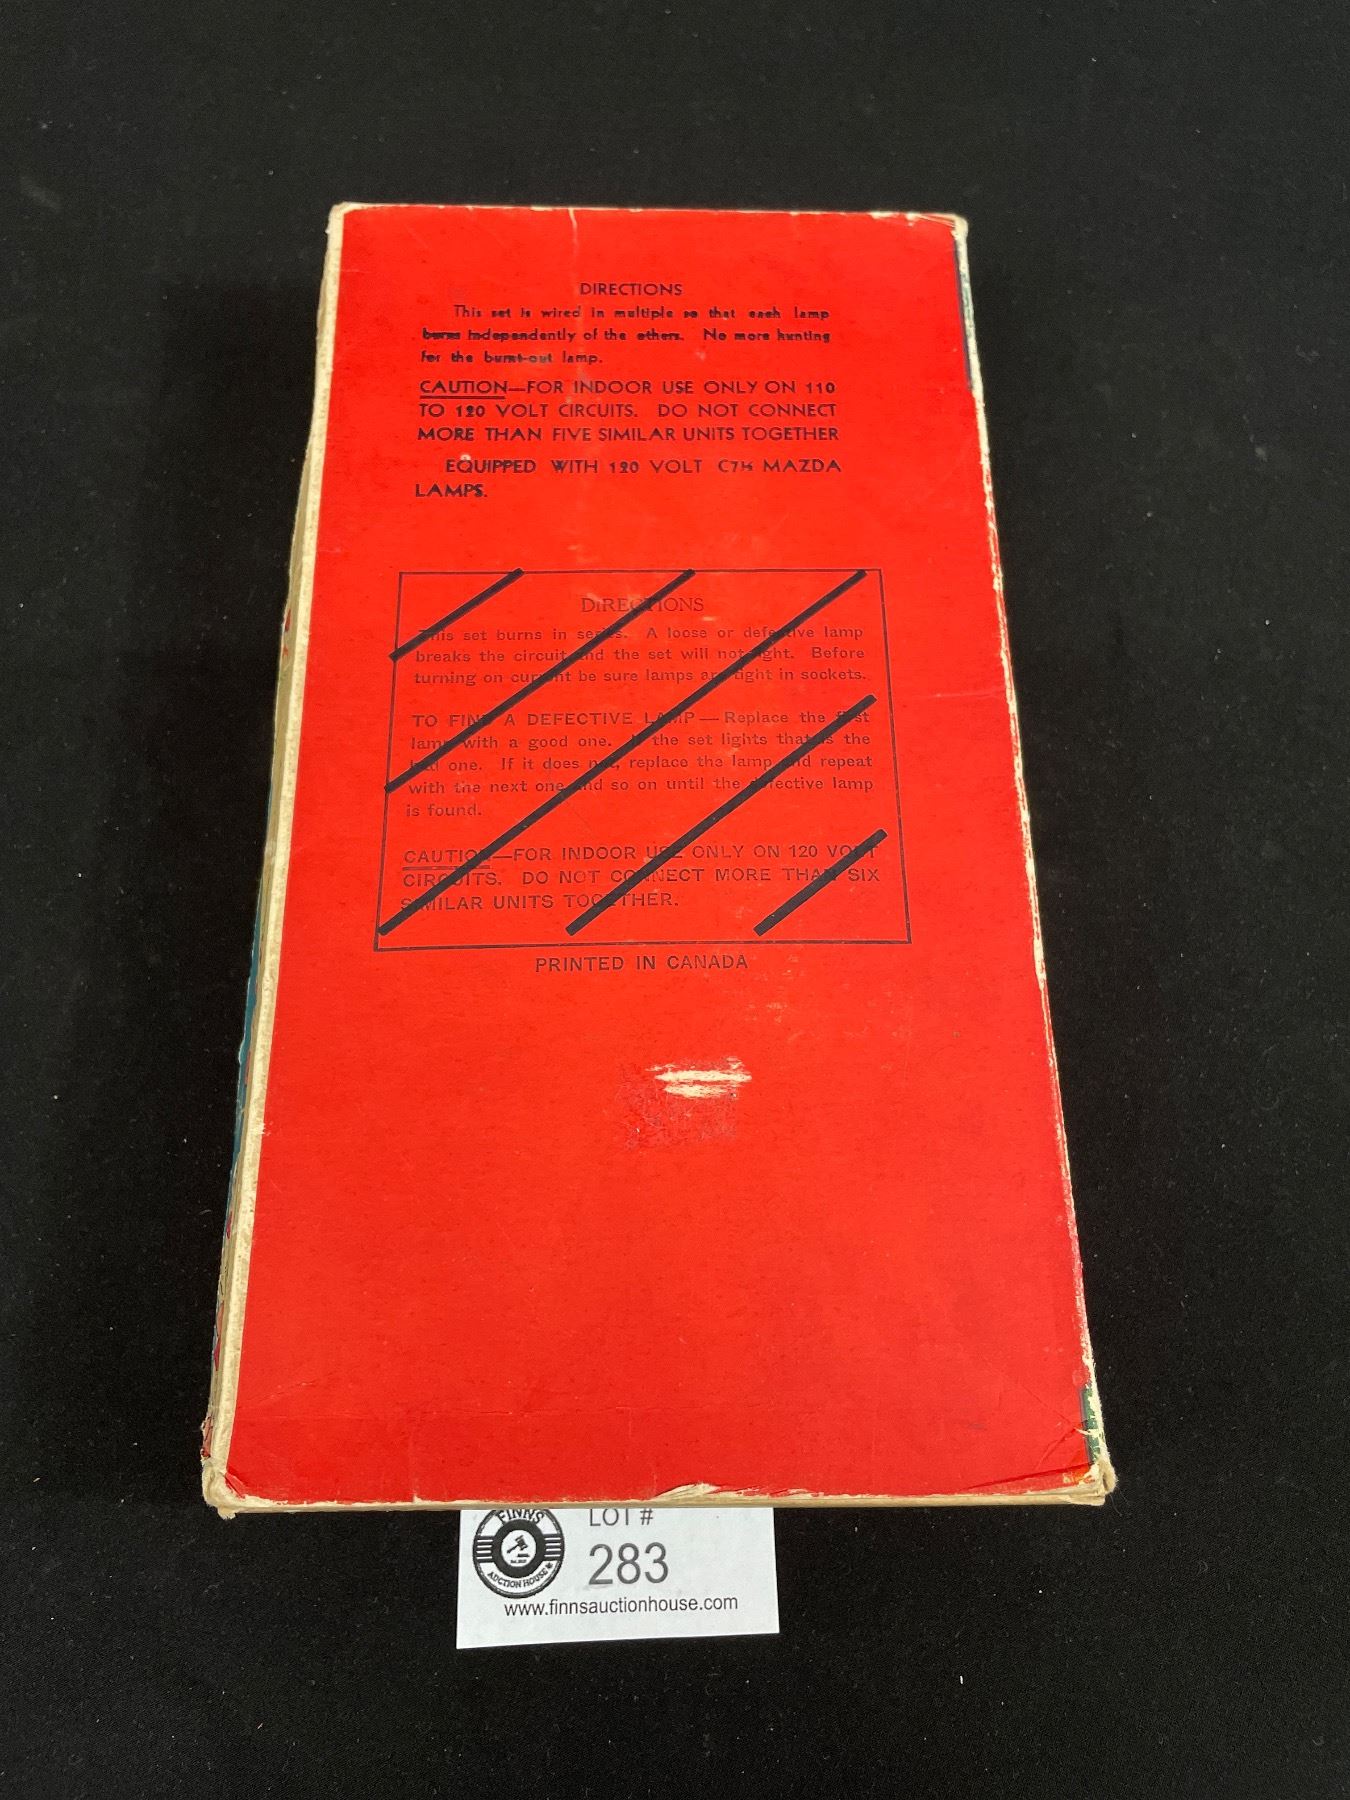 DIRECTIONS
This set is wired in multiple so that each lamp
burns independently of the others. No more hunting
for the burnt-out lamp.
CAUTION—FOR INDOOR USE ONLY ON 110
TO 120 VOLT CIRCUITS. DO NOT CONNECT
MORE THAN FIVE SIMILAR UNITS TOGETHER
EQUIPPED WITH 120 VOLT C7½ MAZDA
LAMPS.
DIRECTIONS
This set burns in series. A loose or defective lamp
breaks the circuit and the set will not light. Before
turning on current be sure lamps are tight in sockets.
TO FIND A DEFECTIVE LAMP—Replace the first
lamp with a good one. If the set lights that is the
bad one. If it does not, replace the lamp and repeat
with the next one and so on until the defective lamp
is found.
CAUTION—FOR INDOOR USE ONLY ON 120 VOLT
CIRCUITS. DO NOT CONNECT MORE THAN SIX
SIMILAR UNITS TOGETHER.
PRINTED IN CANADA
FINNS
AUCTION HOUSE
LOT #
283
www.finnsauctionhouse.com